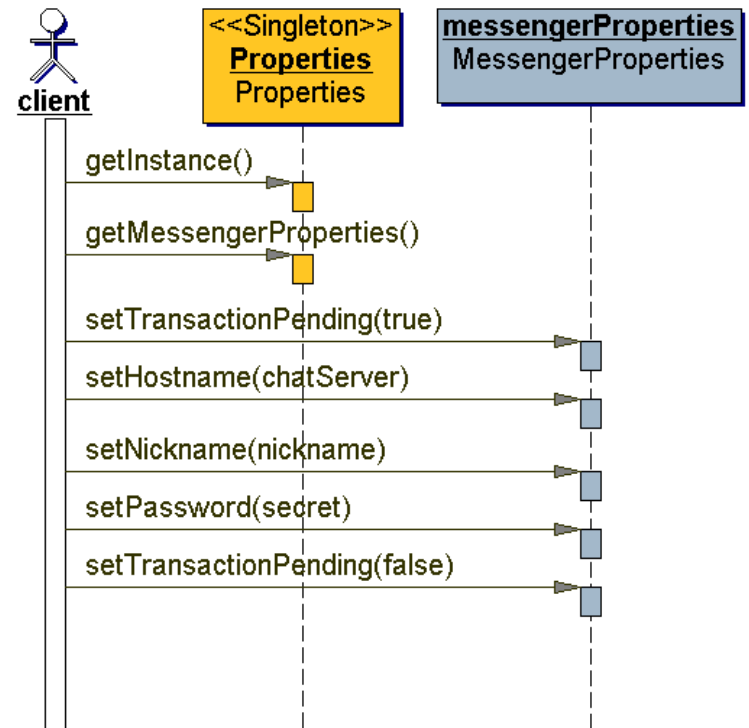 <<Singleton>>
Properties
Properties
messengerProperties
MessengerProperties
client
getInstance()
getMessengerProperties()
setTransactionPending(true)
setHostname(chatServer)
setNickname(nickname)
setPassword(secret)
setTransactionPending(false)